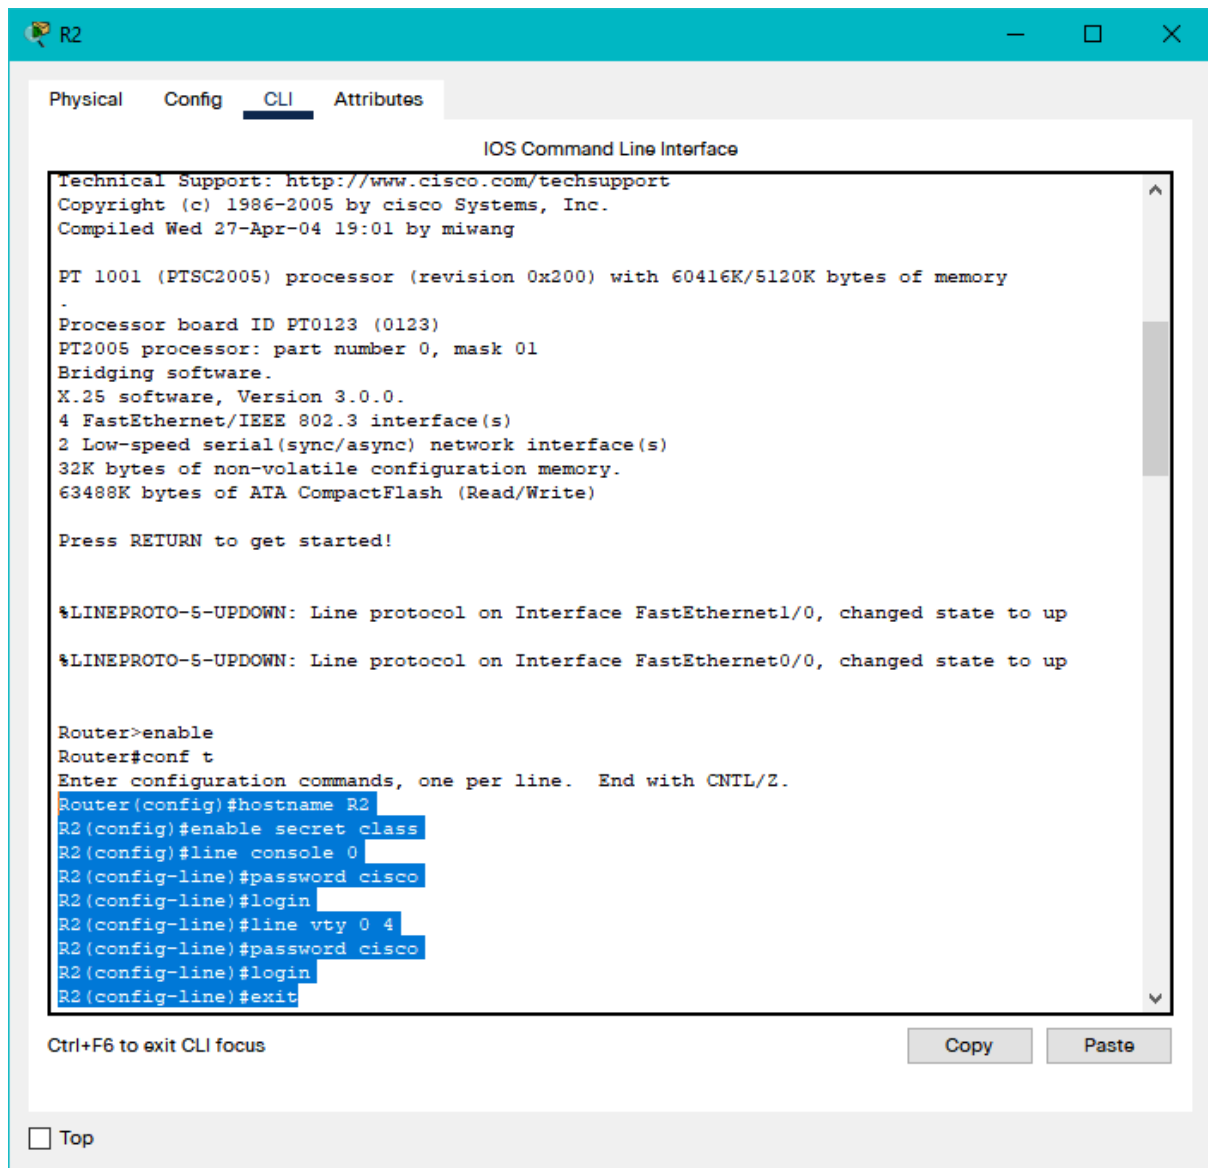 R2
Physical Config CLI Attributes
IOS Command Line Interface
Technical Support: http://www.cisco.com/techsupport
Copyright (c) 1986-2005 by cisco Systems, Inc.
Compiled Wed 27-Apr-04 19:01 by miwang
PT 1001 (PTSC2005) processor (revision 0x200) with 60416K/5120K bytes of memory
.
Processor board ID PT0123 (0123)
PT2005 processor: part number 0, mask 01
Bridging software.
X.25 software, Version 3.0.0.
4 FastEthernet/IEEE 802.3 interface(s)
2 Low-speed serial(sync/async) network interface(s)
32K bytes of non-volatile configuration memory.
63488K bytes of ATA CompactFlash (Read/Write)
Press RETURN to get started!
%LINEPROTO-5-UPDOWN: Line protocol on Interface FastEthernet1/0, changed state to up
%LINEPROTO-5-UPDOWN: Line protocol on Interface FastEthernet0/0, changed state to up
Router>enable
Router#conf t
Enter configuration commands, one per line.  End with CNTL/Z.
Router(config)#hostname R2
R2(config)#enable secret class
R2(config)#line console 0
R2(config-line)#password cisco
R2(config-line)#login
R2(config-line)#line vty 0 4
R2(config-line)#password cisco
R2(config-line)#login
R2(config-line)#exit
Ctrl+F6 to exit CLI focus
Copy Paste
Top